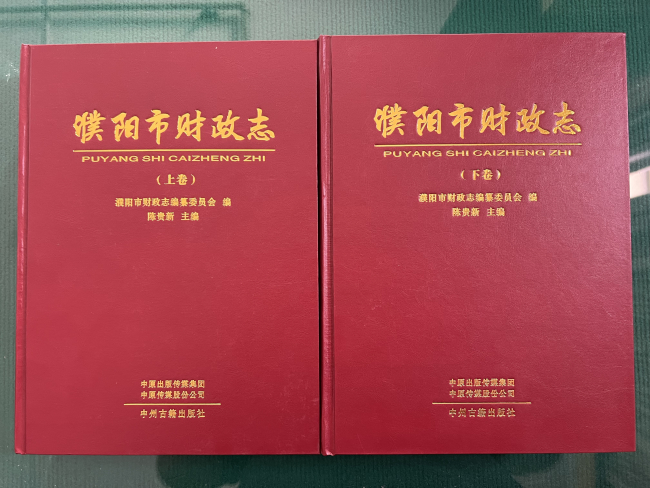 濮阳市财政志
PUYANG SHI CAIZHENG ZHI
（上卷）
濮阳市财政志编纂委员会 编
陈贵新 主编
中原出版传媒集团
中原传媒股份公司
中州古籍出版社
濮阳市财政志
PUYANG SHI CAIZHENG ZHI
（下卷）
濮阳市财政志编纂委员会 编
陈贵新 主编
中原出版传媒集团
中原传媒股份公司
中州古籍出版社